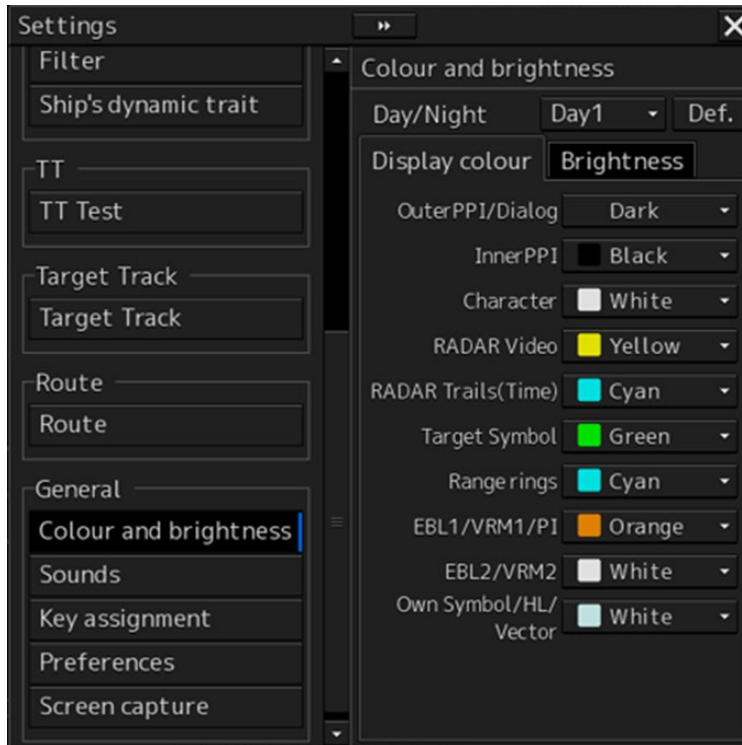 Settings
Filter
Ship's dynamic trait
TT
TT Test
Target Track
Target Track
Route
Route
General
Colour and brightness
Sounds
Key assignment
Preferences
Screen capture
Colour and brightness
Day/Night Day1 Def.
Display colour Brightness
OuterPPI/Dialog Dark
InnerPPI Black
Character White
RADAR Video Yellow
RADAR Trails(Time) Cyan
Target Symbol Green
Range rings Cyan
EBL1/VRM1/PI Orange
EBL2/VRM2 White
Own Symbol/HL/
Vector White